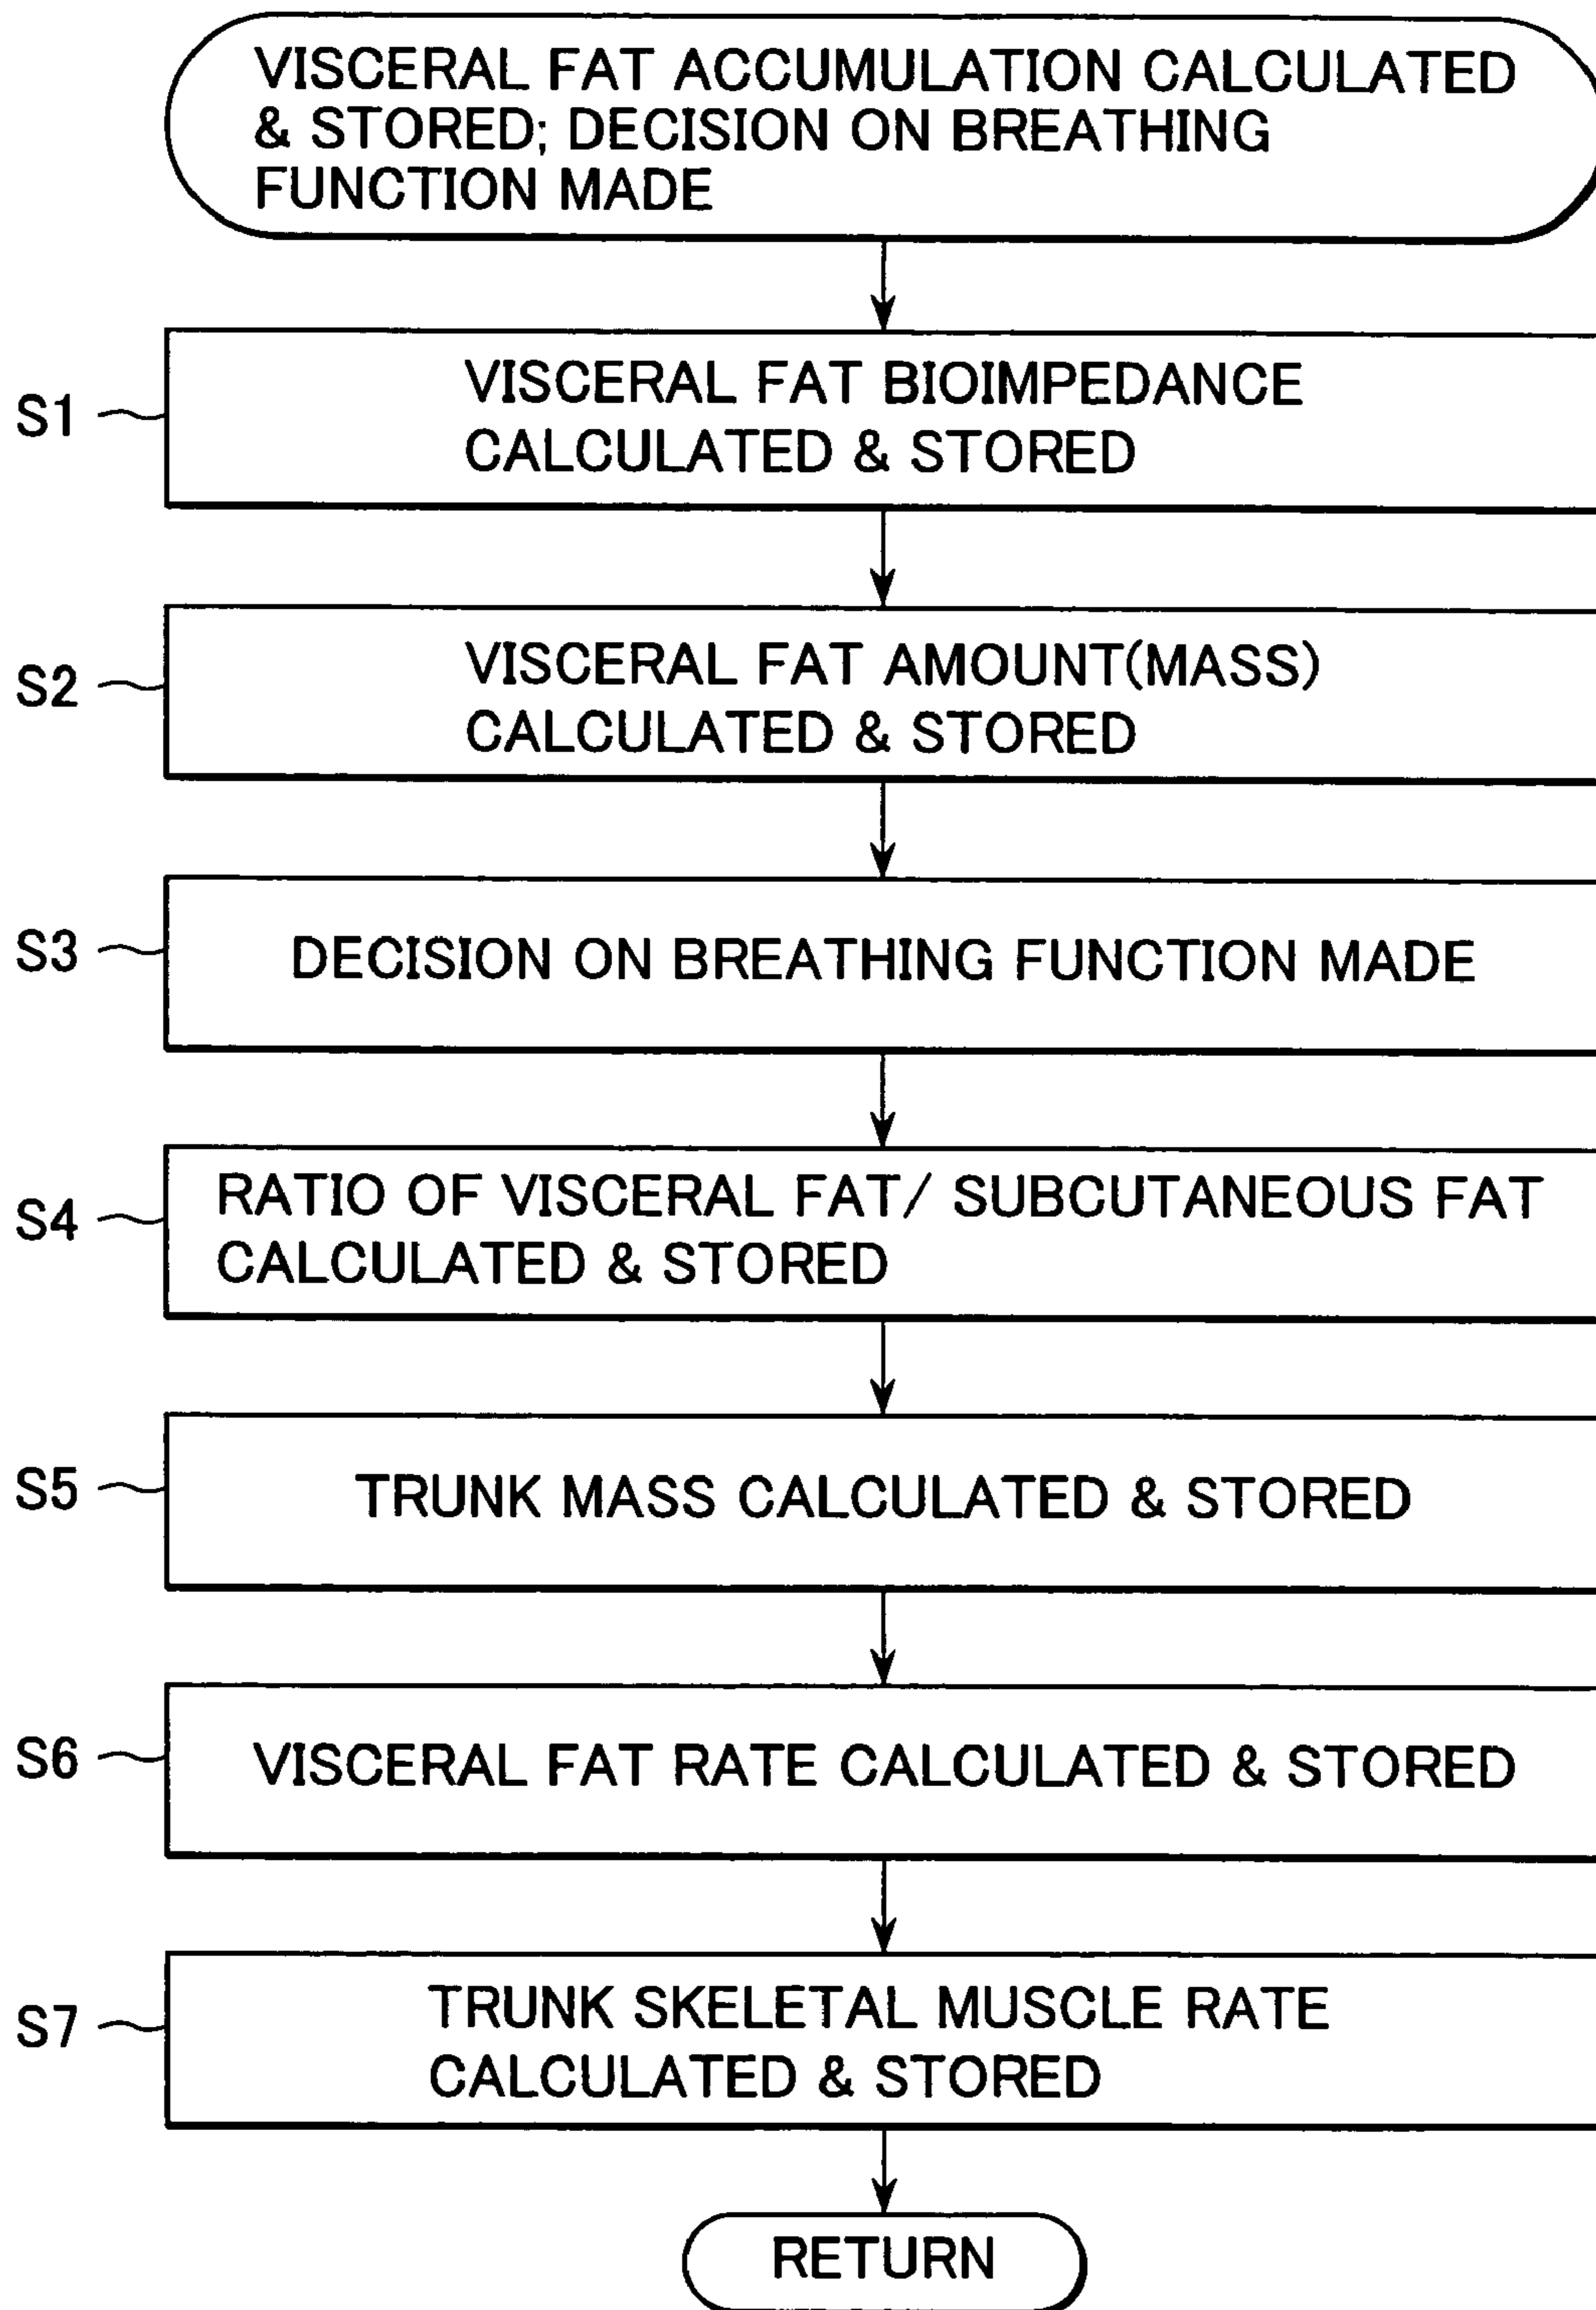 VISCERAL FAT ACCUMULATION CALCULATED
& STORED; DECISION ON BREATHING
FUNCTION MADE
S1
VISCERAL FAT BIOIMPEDANCE
CALCULATED & STORED
S2
VISCERAL FAT AMOUNT(MASS)
CALCULATED & STORED
S3
DECISION ON BREATHING FUNCTION MADE
S4
RATIO OF VISCERAL FAT/ SUBCUTANEOUS FAT
CALCULATED & STORED
S5
TRUNK MASS CALCULATED & STORED
S6
VISCERAL FAT RATE CALCULATED & STORED
S7
TRUNK SKELETAL MUSCLE RATE
CALCULATED & STORED
RETURN